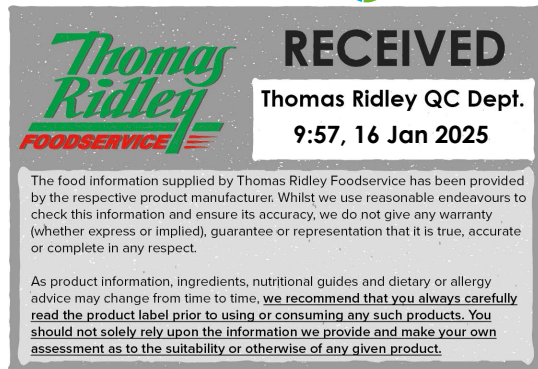 Thomas
Ridley
FOODSERVICE
RECEIVED
Thomas Ridley QC Dept.
9:57, 16 Jan 2025
The food information supplied by Thomas Ridley Foodservice has been provided
by the respective product manufacturer. Whilst we use reasonable endeavours to
check this information and ensure its accuracy, we do not give any warranty
(whether express or implied), guarantee or representation that it is true, accurate
or complete in any respect.
As product information, ingredients, nutritional guides and dietary or allergy
advice may change from time to time, we recommend that you always carefully
read the product label prior to using or consuming any such products. You
should not solely rely upon the information we provide and make your own
assessment as to the suitability or otherwise of any given product.